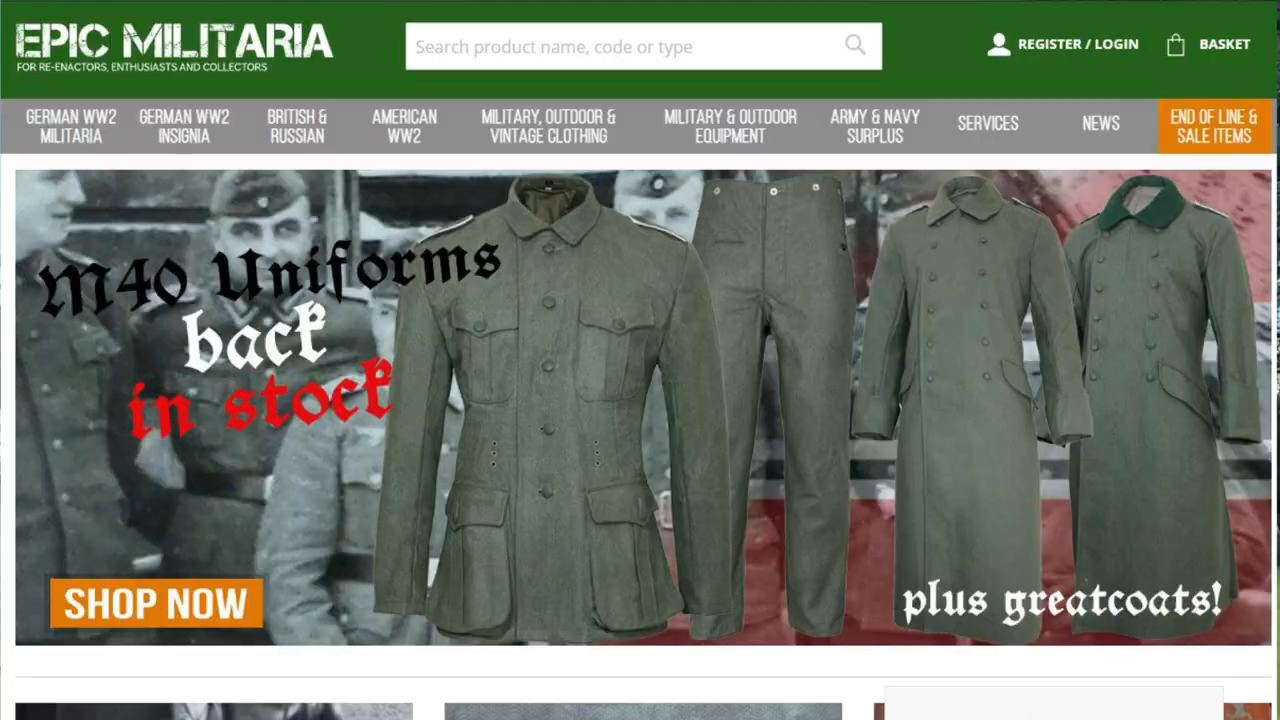 EPIC MILITARIA
FOR RE-ENACTORS, ENTHUSIASTS AND COLLECTORS
Search product name, code or type
REGISTER / LOGIN
BASKET
GERMAN WW2
MILITARIA
GERMAN WW2
INSIGNIA
BRITISH &
RUSSIAN
AMERICAN
WW2
MILITARY, OUTDOOR &
VINTAGE CLOTHING
MILITARY & OUTDOOR
EQUIPMENT
ARMY & NAVY
SURPLUS
SERVICES
NEWS
END OF LINE &
SALE ITEMS
M40 Uniforms
back
in stock
SHOP NOW
plus greatcoats!